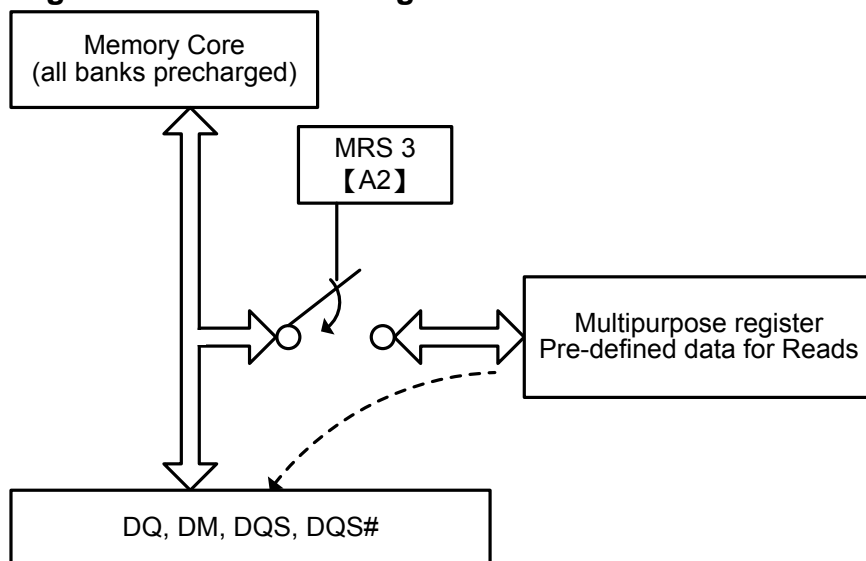 Memory Core
(all banks precharged)
MRS 3
【A2】
Multipurpose register
Pre-defined data for Reads
DQ, DM, DQS, DQS#